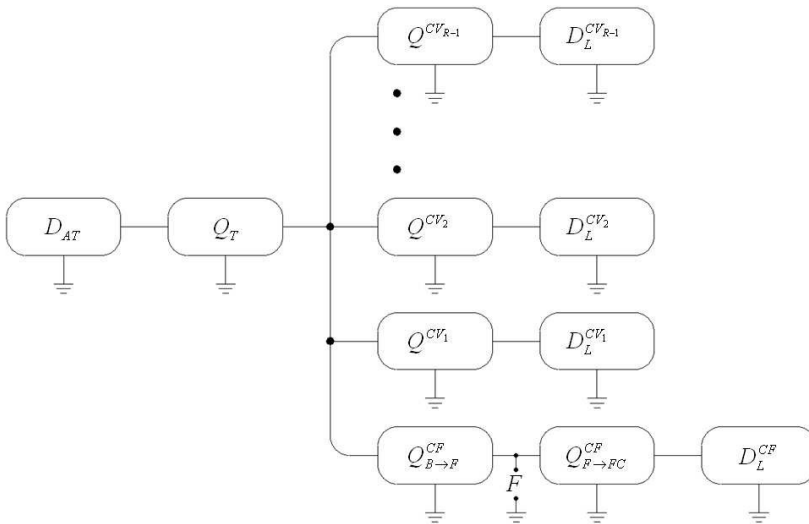 Q^{CV_{R-1}} D_L^{CV_{R-1}}
D_{AT} Q_T Q^{CV_2} D_L^{CV_2}
Q^{CV_1} D_L^{CV_1}
Q_{B→F}^{CF} F Q_{F→FC}^{CF} D_L^{CF}